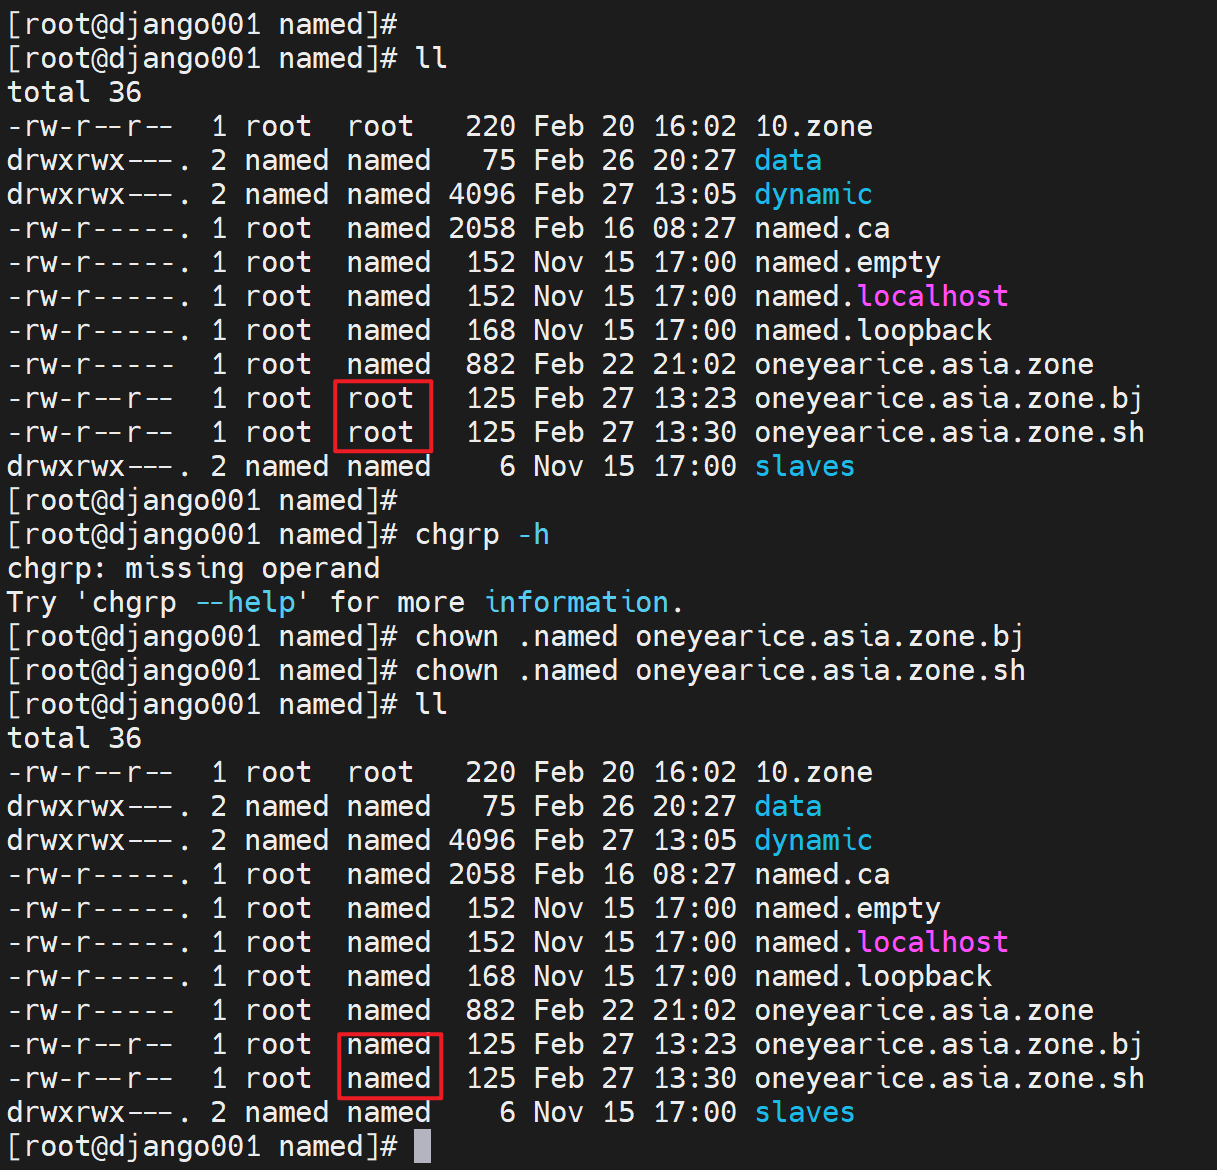 [root@django001 named]#
[root@django001 named]# ll
total 36
-rw-r--r--  1 root  root   220 Feb 20 16:02 10.zone
drwxrwx---. 2 named named   75 Feb 26 20:27 data
drwxrwx---. 2 named named 4096 Feb 27 13:05 dynamic
-rw-r-----. 1 root  named 2058 Feb 16 08:27 named.ca
-rw-r-----. 1 root  named  152 Nov 15 17:00 named.empty
-rw-r-----. 1 root  named  152 Nov 15 17:00 named.localhost
-rw-r-----. 1 root  named  168 Nov 15 17:00 named.loopback
-rw-r-----  1 root  named  882 Feb 22 21:02 oneyearice.asia.zone
-rw-r--r--  1 root  root   125 Feb 27 13:23 oneyearice.asia.zone.bj
-rw-r--r--  1 root  root   125 Feb 27 13:30 oneyearice.asia.zone.sh
drwxrwx---. 2 named named    6 Nov 15 17:00 slaves
[root@django001 named]#
[root@django001 named]# chgrp -h
chgrp: missing operand
Try 'chgrp --help' for more information.
[root@django001 named]# chown .named oneyearice.asia.zone.bj
[root@django001 named]# chown .named oneyearice.asia.zone.sh
[root@django001 named]# ll
total 36
-rw-r--r--  1 root  root   220 Feb 20 16:02 10.zone
drwxrwx---. 2 named named   75 Feb 26 20:27 data
drwxrwx---. 2 named named 4096 Feb 27 13:05 dynamic
-rw-r-----. 1 root  named 2058 Feb 16 08:27 named.ca
-rw-r-----. 1 root  named  152 Nov 15 17:00 named.empty
-rw-r-----. 1 root  named  152 Nov 15 17:00 named.localhost
-rw-r-----. 1 root  named  168 Nov 15 17:00 named.loopback
-rw-r-----  1 root  named  882 Feb 22 21:02 oneyearice.asia.zone
-rw-r--r--  1 root  named  125 Feb 27 13:23 oneyearice.asia.zone.bj
-rw-r--r--  1 root  named  125 Feb 27 13:30 oneyearice.asia.zone.sh
drwxrwx---. 2 named named    6 Nov 15 17:00 slaves
[root@django001 named]#